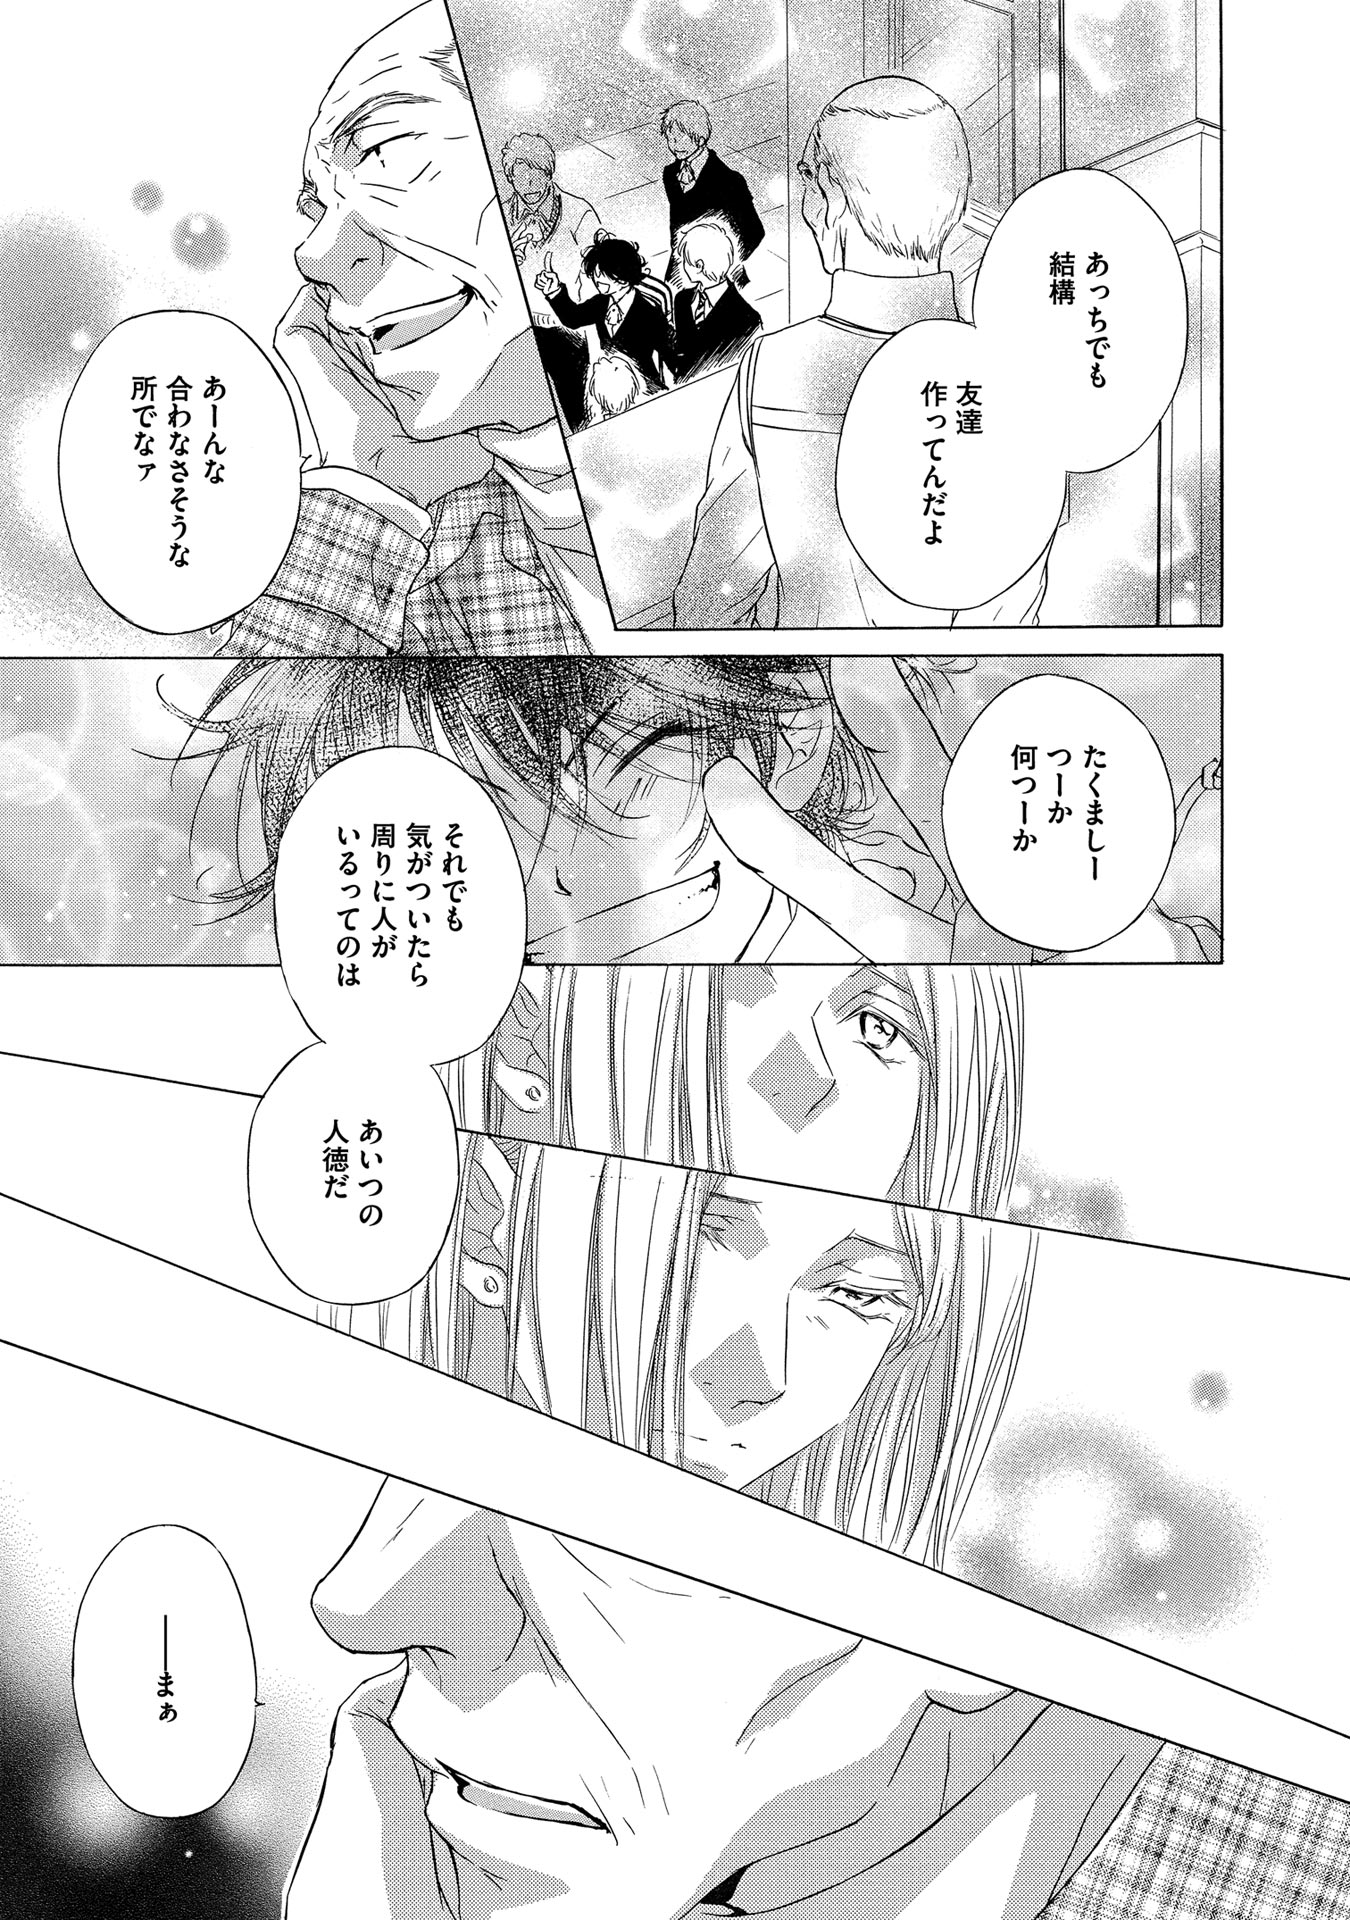 あっちでも
結構
友達
作ってんだよ
あーんな
合わなさそうな
所でなァ
たくましー
つーか
何つーか
それでも
気がついたら
周りに人が
いるってのは
あいつの
人徳だ
──まぁ